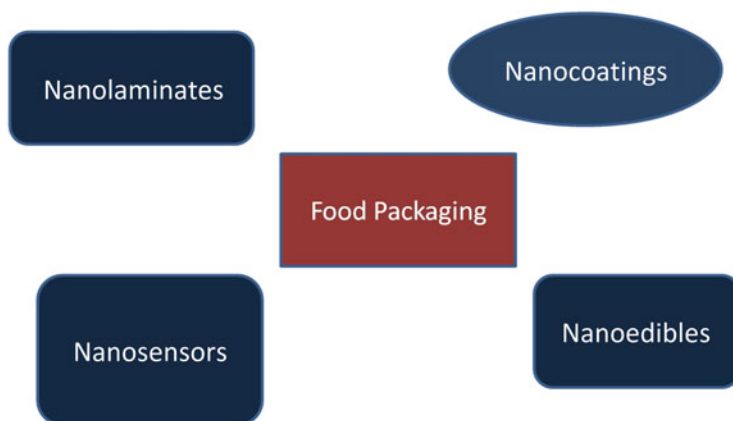 Nanolaminates
Nanocoatings
Food Packaging
Nanosensors
Nanoedibles